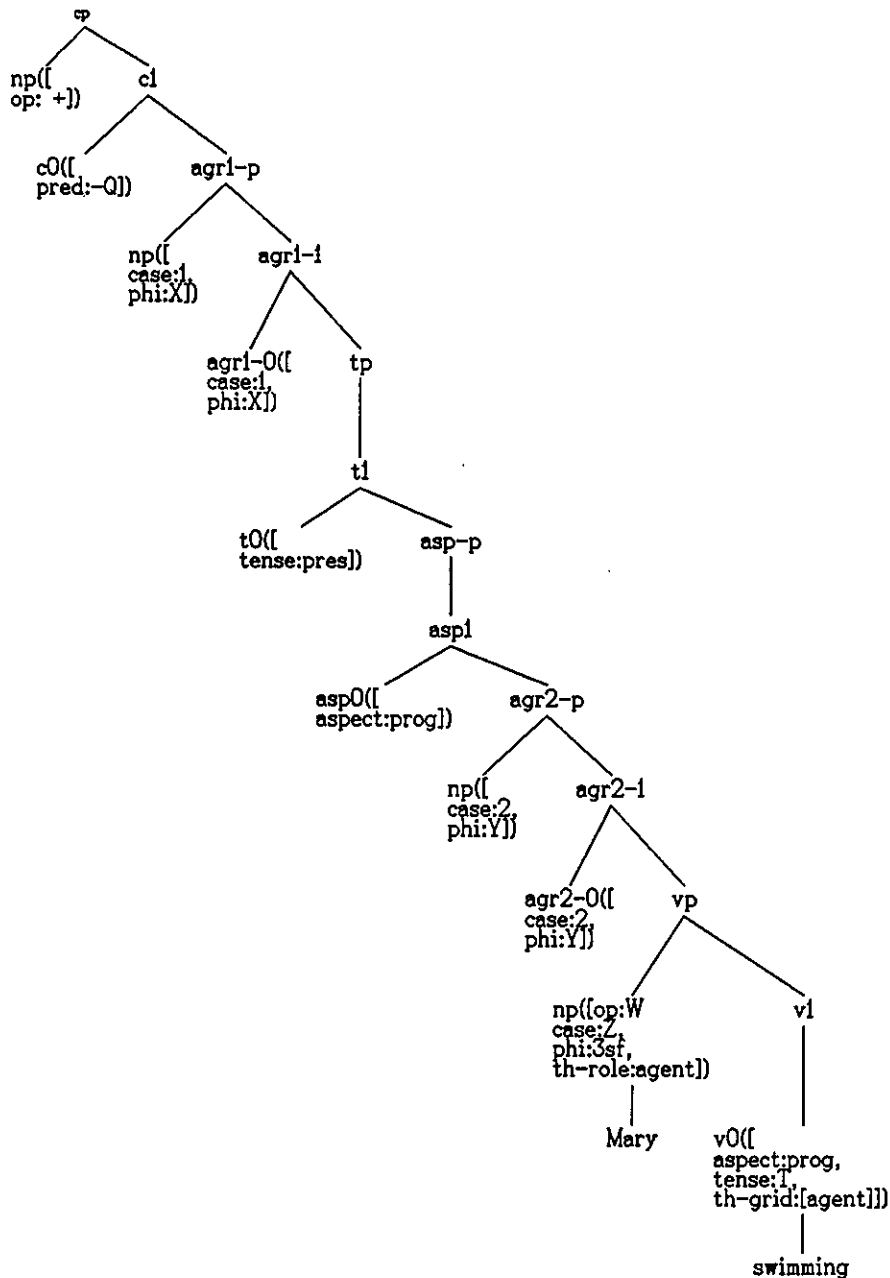 cp
np([
op: +])
c1
c0([
pred:-Q])
agr1-p
np([
case:1,
phi:X])
agr1-1
agr1-0([
case:1,
phi:X])
tp
t1
t0([
tense:pres])
asp-p
asp1
asp0([
aspect:prog])
agr2-p
np([
case:2,
phi:Y])
agr2-1
agr2-0([
case:2,
phi:Y])
vp
np([op:W
case:Z,
phi:3sf,
th-role:agent])
v1
Mary
v0([
aspect:prog,
tense:T,
th-grid:[agent]])
swimming